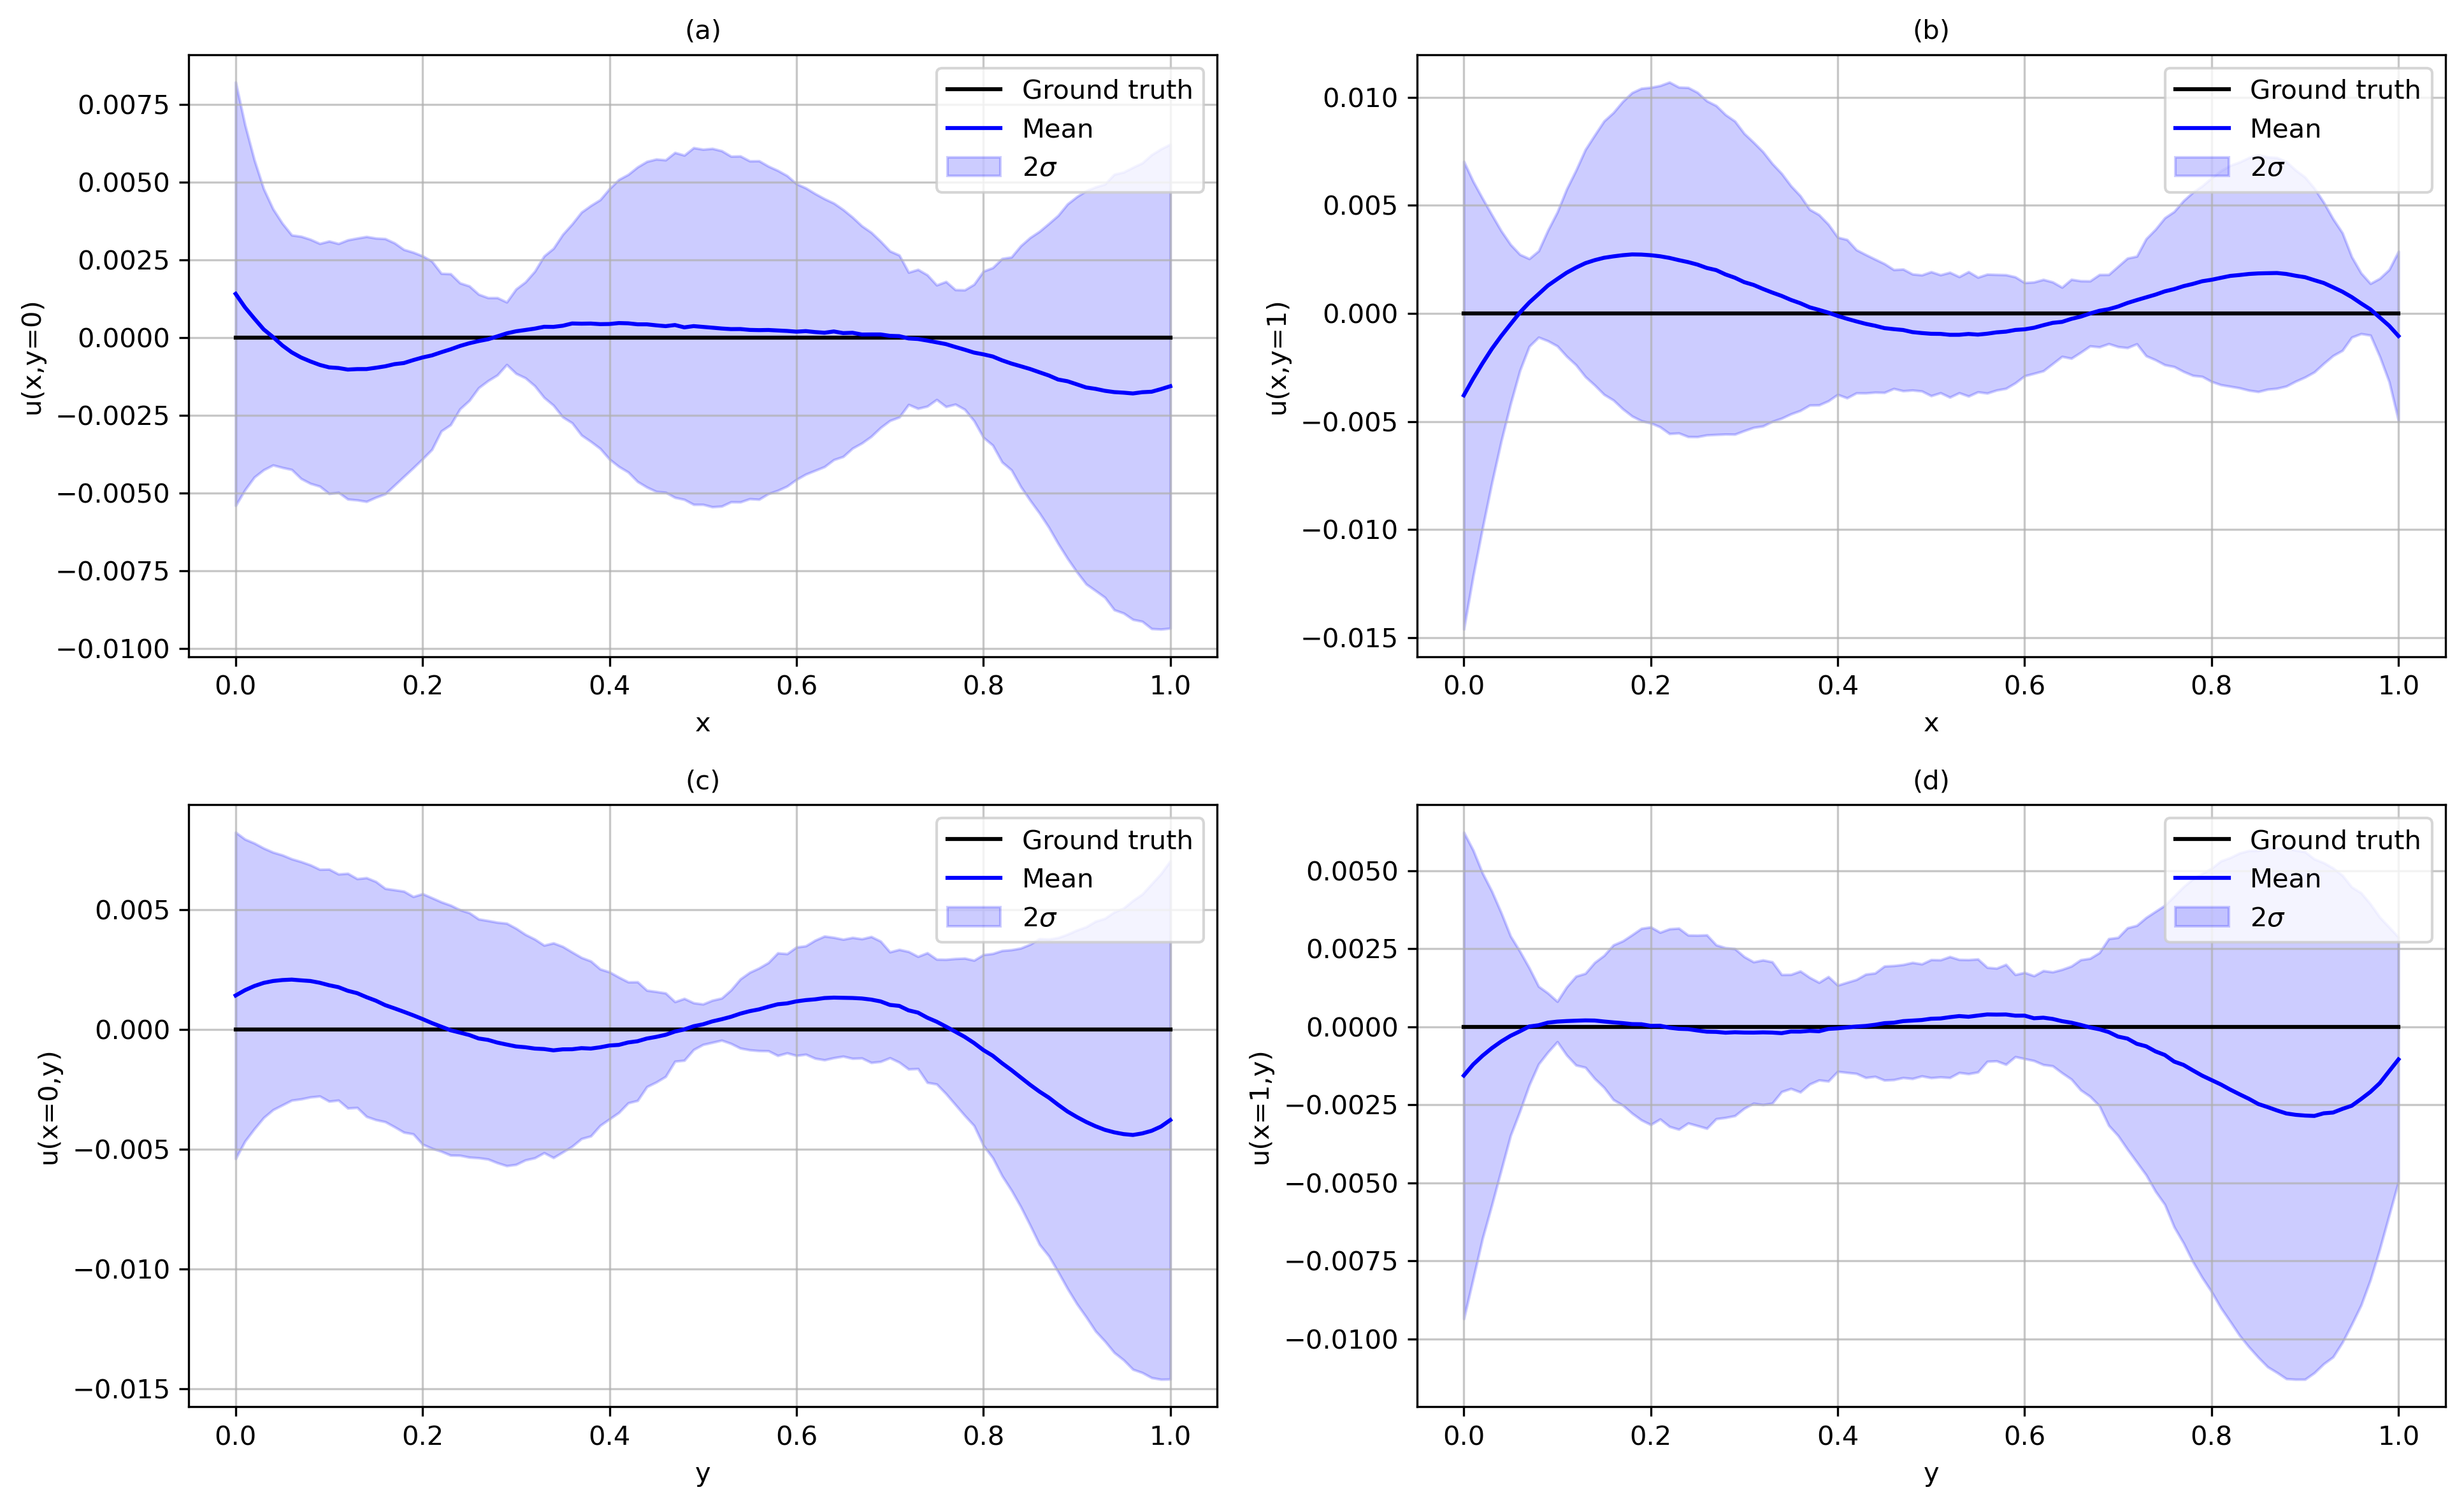 (a)
u(x,y=0)
0.0075
0.0050
0.0025
0.0000
−0.0025
−0.0050
−0.0075
−0.0100
Ground truth
Mean
2σ
0.0 0.2 0.4 0.6 0.8 1.0
x
(b)
u(x,y=1)
0.010
0.005
0.000
−0.005
−0.010
−0.015
Ground truth
Mean
2σ
0.0 0.2 0.4 0.6 0.8 1.0
x
(c)
u(x=0,y)
0.005
0.000
−0.005
−0.010
−0.015
Ground truth
Mean
2σ
0.0 0.2 0.4 0.6 0.8 1.0
y
(d)
u(x=1,y)
0.0050
0.0025
0.0000
−0.0025
−0.0050
−0.0075
−0.0100
Ground truth
Mean
2σ
0.0 0.2 0.4 0.6 0.8 1.0
y